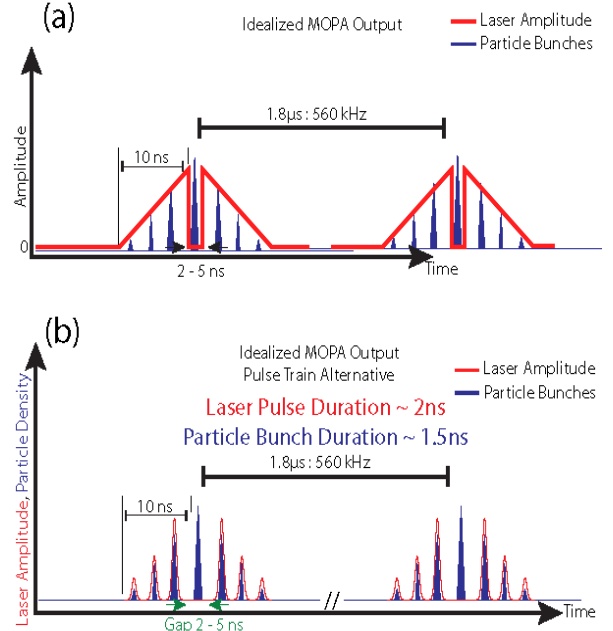 (a)
Idealized MOPA Output
Laser Amplitude
Particle Bunches
1.8µs : 560 kHz
10 ns
Amplitude
0
2 - 5 ns
Time
(b)
Idealized MOPA Output
Pulse Train Alternative
Laser Amplitude
Particle Bunches
Laser Pulse Duration ~ 2ns
Particle Bunch Duration ~ 1.5ns
1.8µs : 560 kHz
10 ns
Laser Amplitude, Particle Density
//
Gap 2 - 5 ns
Time